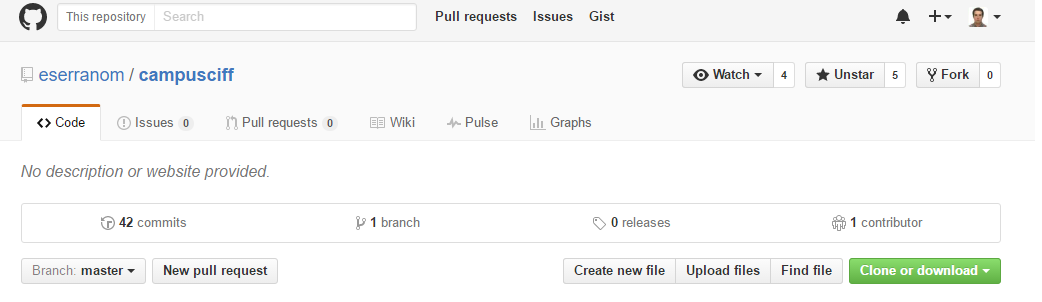 This repository Search Pull requests Issues Gist
eserranom / campusciff Watch 4 Unstar 5 Fork 0
Code Issues 0 Pull requests 0 Wiki Pulse Graphs
No description or website provided.
42 commits 1 branch 0 releases 1 contributor
Branch: master New pull request Create new file Upload files Find file Clone or download